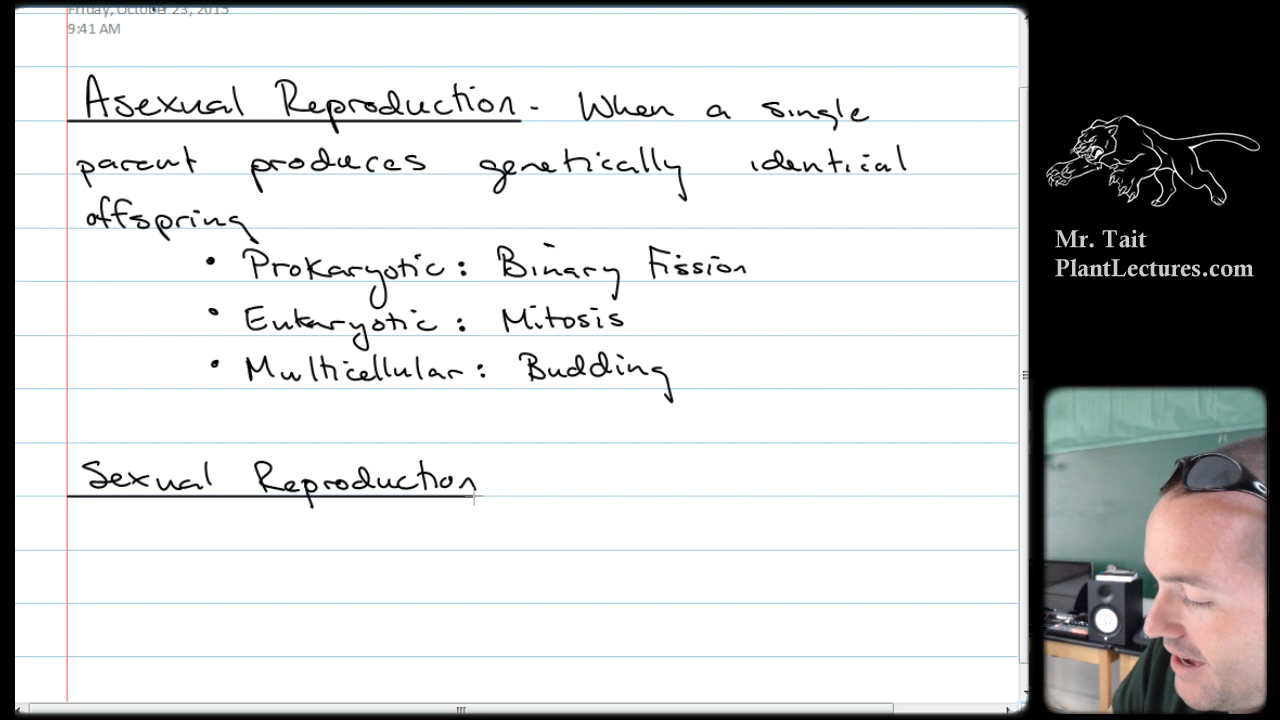 Friday, October 23, 2015
9:41 AM
Asexual Reproduction - When a single
parent produces genetically identical
offspring
• Prokaryotic: Binary Fission
• Eukaryotic: Mitosis
• Multicellular: Budding
Sexual Reproduction
Mr. Tait
PlantLectures.com